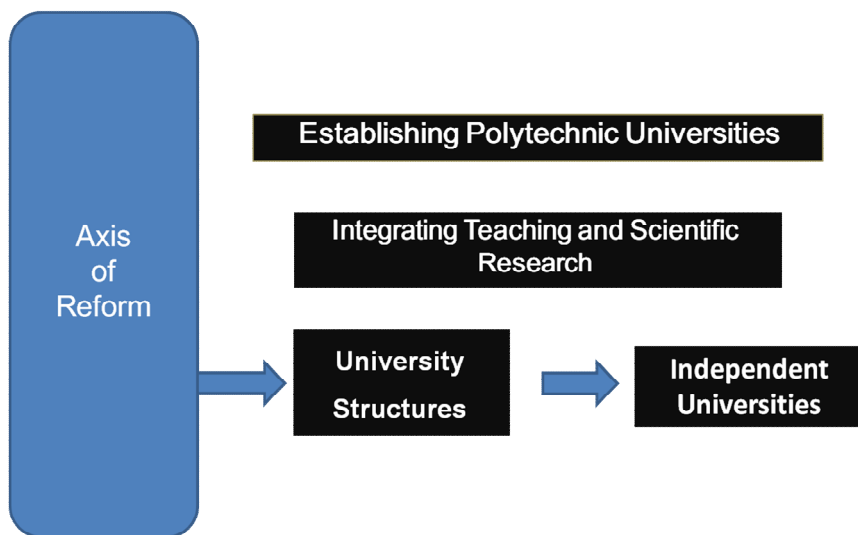 Axis
of
Reform
Establishing Polytechnic Universities
Integrating Teaching and Scientific
Research
University
Structures
Independent
Universities